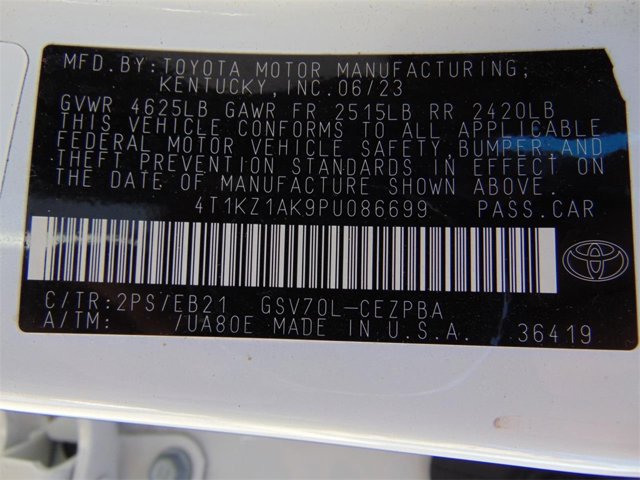 MFD. BY:TOYOTA MOTOR MANUFACTURING,
KENTUCKY, INC. 06/23
GVWR 4625LB GAWR FR 2515LB RR 2420LB
THIS VEHICLE CONFORMS TO ALL APPLICABLE
FEDERAL MOTOR VEHICLE SAFETY, BUMPER AND
THEFT PREVENTION STANDARDS IN EFFECT ON
THE DATE OF MANUFACTURE SHOWN ABOVE.
4T1KZ1AK9PU086699 PASS.CAR
C/TR:2PS/EB21 GSV70L-CEZPBA
A/TM: /UA80E MADE IN U.S.A. 36419